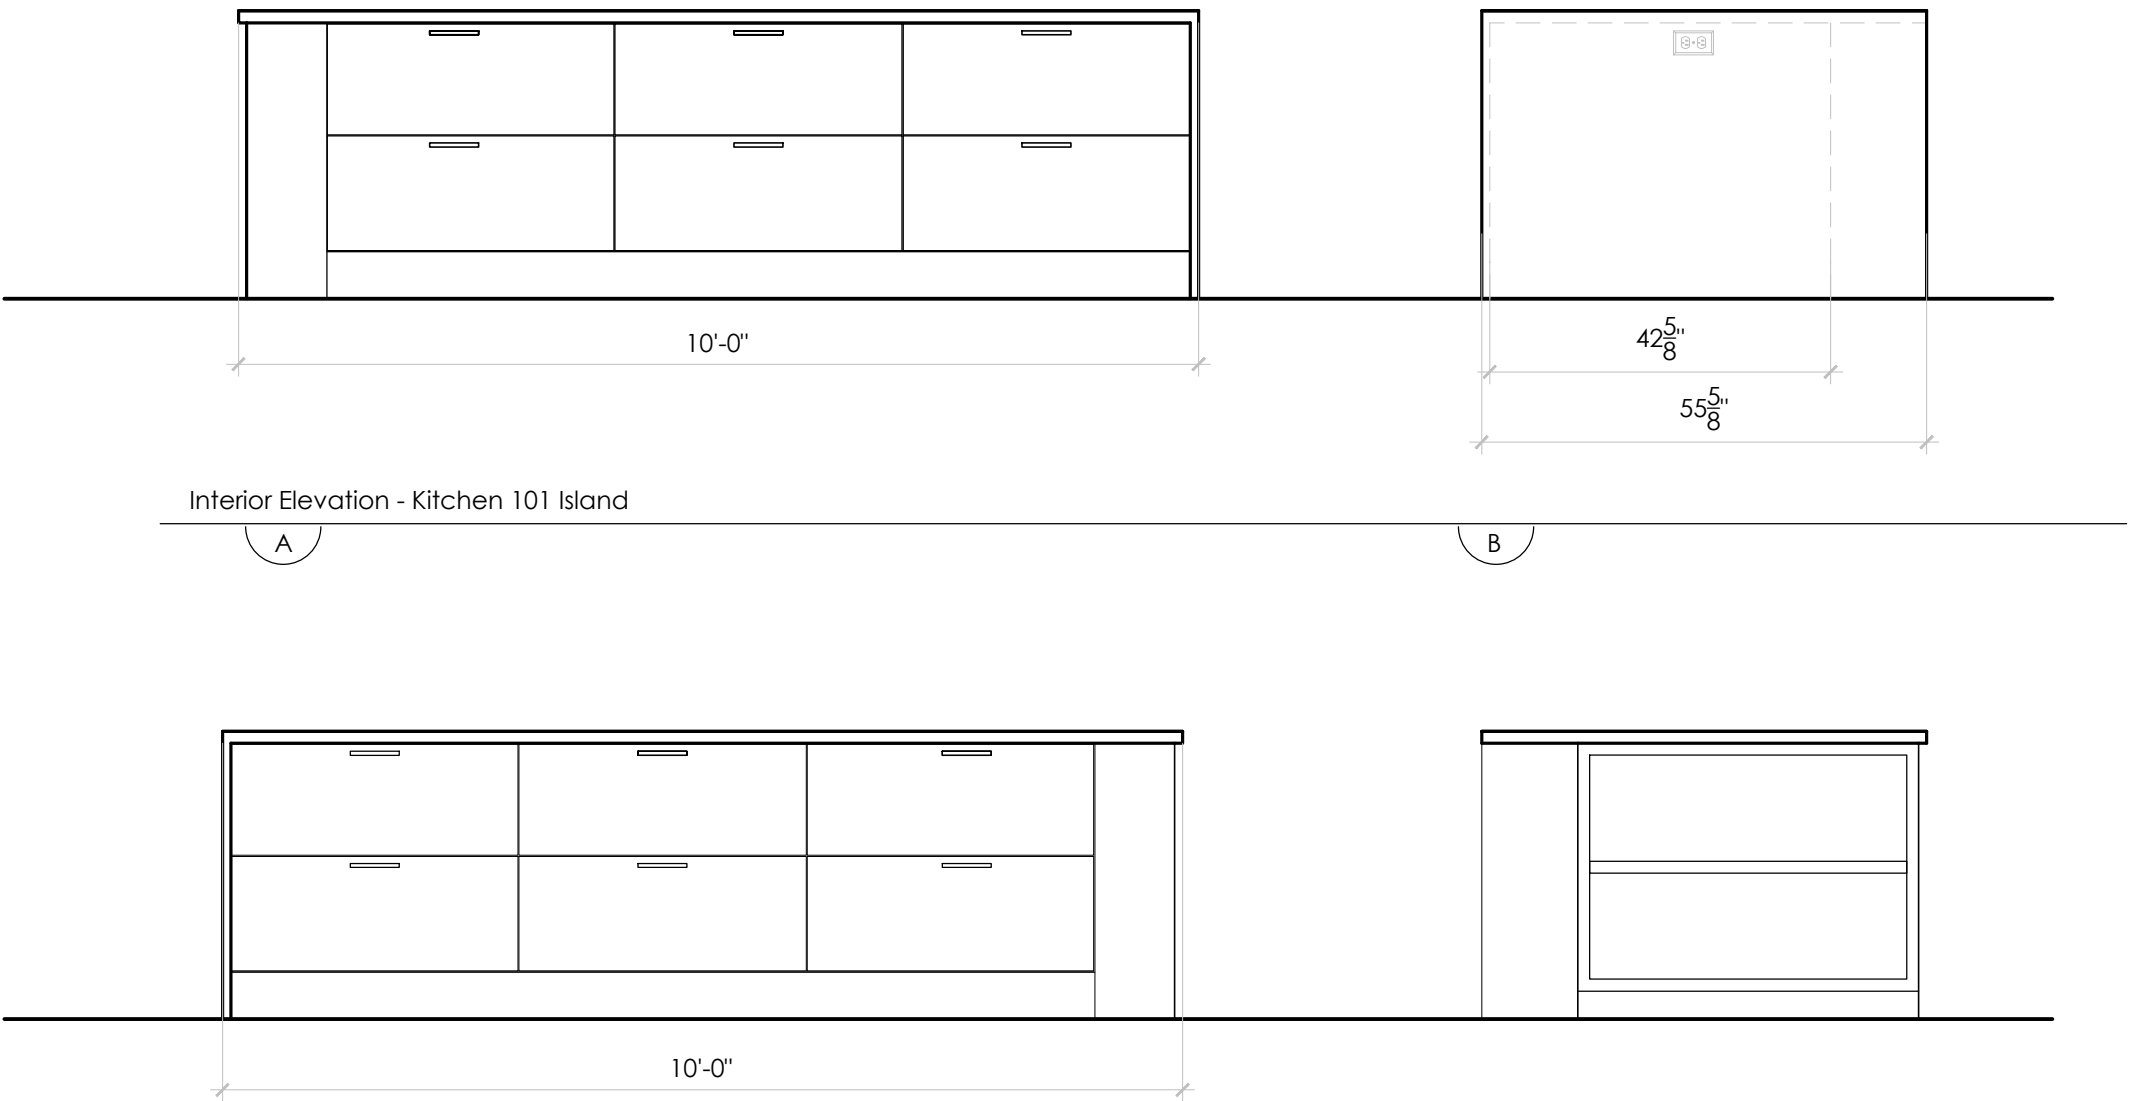 10'-0"
42 5/8"
55 5/8"
Interior Elevation - Kitchen 101 Island
A
B
10'-0"